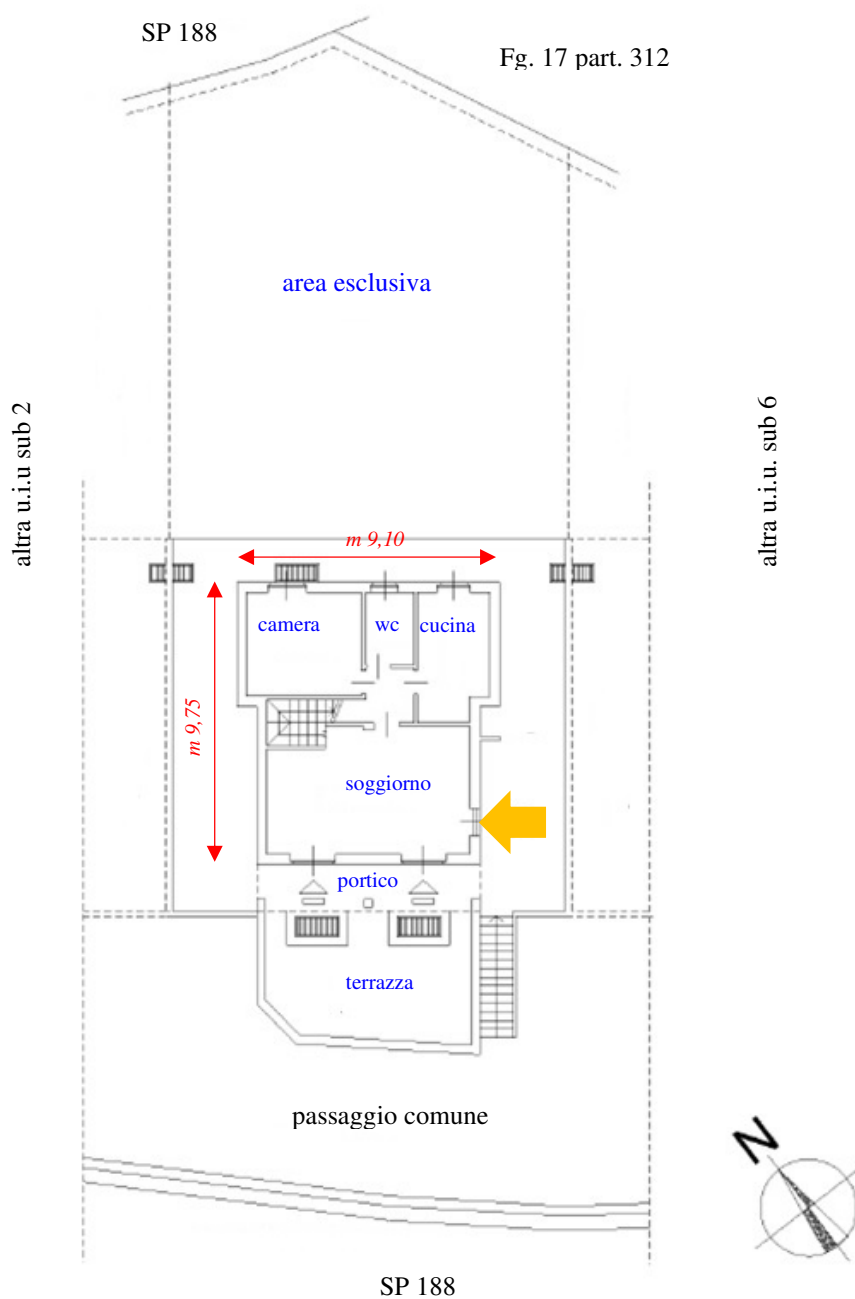 SP 188
Fg. 17 part. 312
area esclusiva
altra u.i.u sub 2
altra u.i.u. sub 6
m 9,10
camera
wc
cucina
m 9,75
soggiorno
portico
terrazza
passaggio comune
N
SP 188